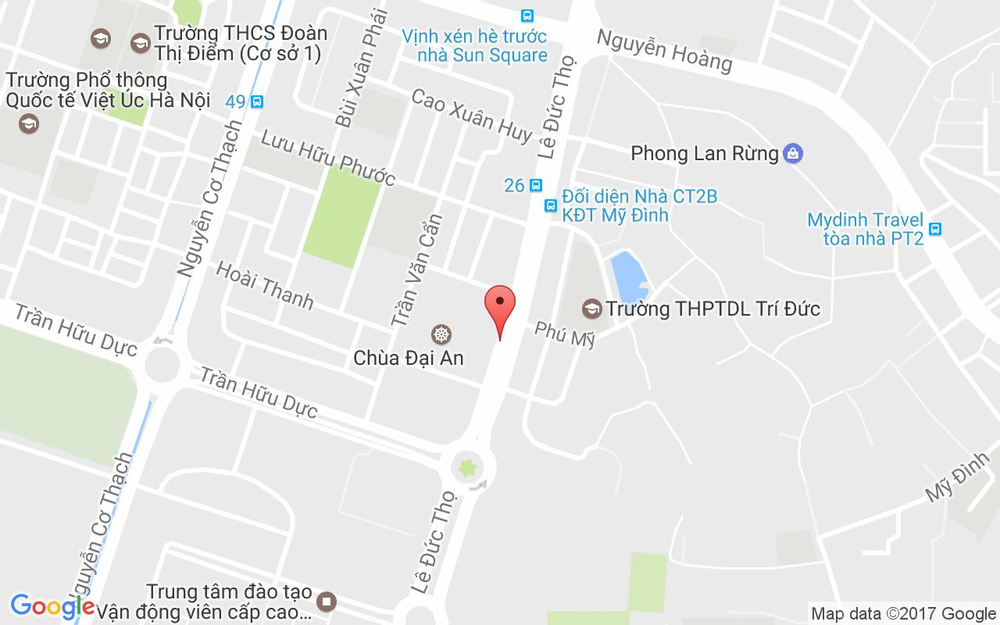 Trường THCS Đoàn
Thị Điểm (Cơ sở 1)
Vịnh xén hè trước
nhà Sun Square
Nguyễn Hoàng
Trường Phổ thông
Quốc tế Việt Úc Hà Nội
49
Bùi Xuân Phái
Cao Xuân Huy
Lê Đức Thọ
Lưu Hữu Phước
Nguyễn Cơ Thạch
Phong Lan Rừng
26
Đối diện Nhà CT2B
KĐT Mỹ Đình
Mydinh Travel
tòa nhà PT2
Trần Văn Cẩn
Hoài Thanh
Trần Hữu Dực
Trường THPTDL Trí Đức
Phú Mỹ
Chùa Đại An
Trần Hữu Dực
Mỹ Đình
Nguyễn Cơ Thạch
Lê Đức Thọ
Trung tâm đào tạo
Vận động viên cấp cao...
Google
Map data ©2017 Google